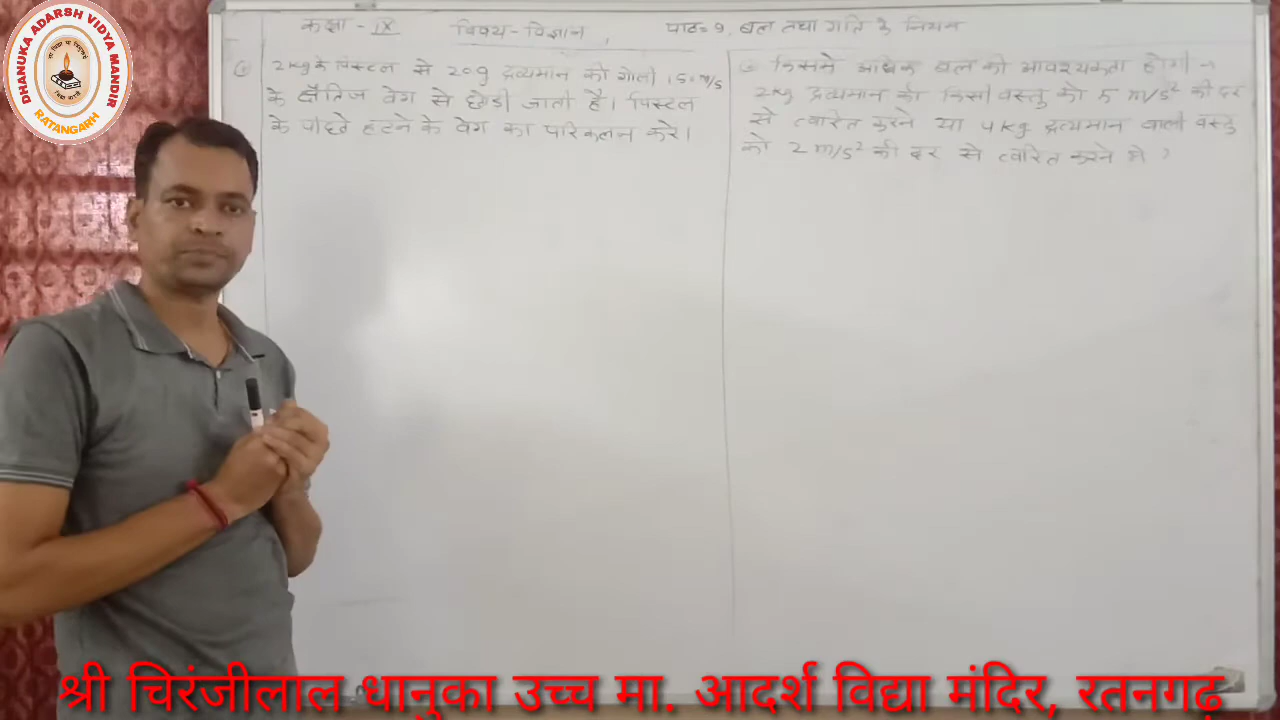 DHANUKA ADARSH VIDYA MANDIR
RATANGARH
कक्षा - IX विषय - विज्ञान, पाठ = 9, बल तथा गति के नियम
2kg के पिस्टल से 20g द्रव्यमान की गोली 150 m/s
के क्षैतिज वेग से छोड़ी जाती है। पिस्टल
के पीछे हटने के वेग का परिकलन करे।
किसमे अधिक बल की आवश्यकता होगी →
2kg द्रव्यमान की किसी वस्तु को 5 m/s² की दर
से त्वरित करने या 4kg द्रव्यमान वाली वस्तु
को 2 m/s² की दर से त्वरित करने मे ?
श्री चिरंजीलाल धानुका उच्च मा. आदर्श विद्या मंदिर, रतनगढ़